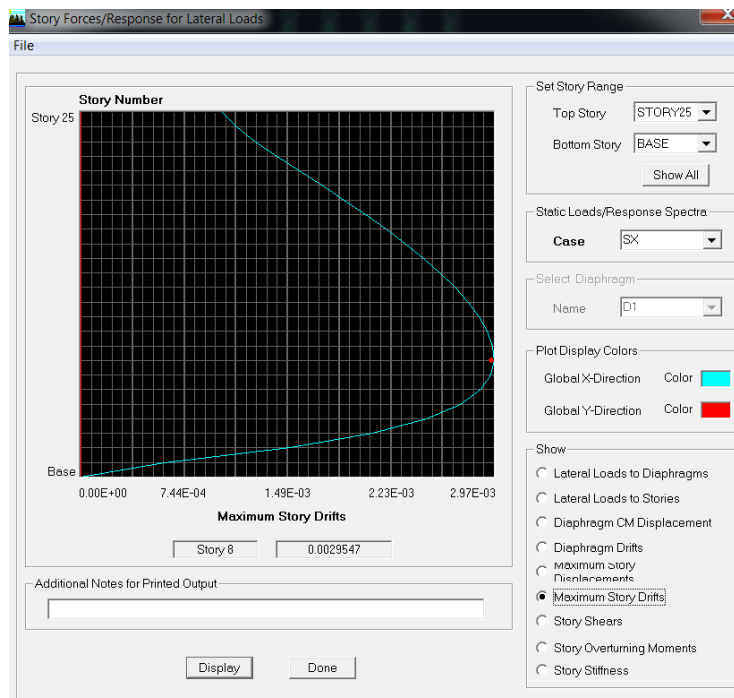 Story Forces/Response for Lateral Loads
File
Story Number
Story 25
Base
0.00E+00 7.44E-04 1.49E-03 2.23E-03 2.97E-03
Maximum Story Drifts
Story 8 0.0029547
Additional Notes for Printed Output
Display Done
Set Story Range
Top Story STORY25
Bottom Story BASE
Show All
Static Loads/Response Spectra
Case SX
Select Diaphragm
Name D1
Plot Display Colors
Global X-Direction Color
Global Y-Direction Color
Show
Lateral Loads to Diaphragms
Lateral Loads to Stories
Diaphragm CM Displacement
Diaphragm Drifts
Maximum Story
Displacements
Maximum Story Drifts
Story Shears
Story Overturning Moments
Story Stiffness